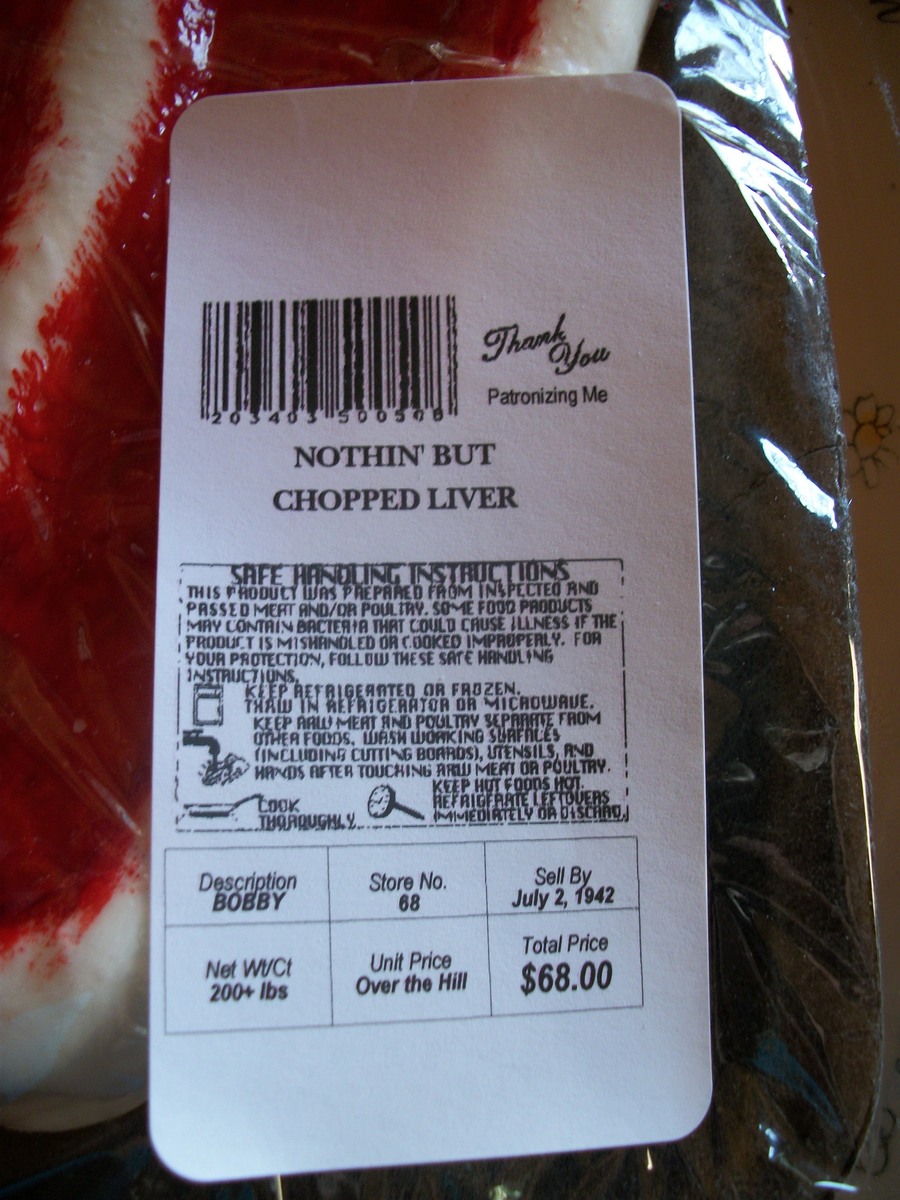 Thank
You
Patronizing Me
203403 500508
NOTHIN' BUT
CHOPPED LIVER
SAFE HANDLING INSTRUCTIONS
THIS PRODUCT WAS PREPARED FROM INSPECTED AND
PASSED MEAT AND/OR POULTRY. SOME FOOD PRODUCTS
MAY CONTAIN BACTERIA THAT COULD CAUSE ILLNESS IF THE
PRODUCT IS MISHANDLED OR COOKED IMPROPERLY. FOR
YOUR PROTECTION, FOLLOW THESE SAFE HANDLING
INSTRUCTIONS.
KEEP REFRIGERATED OR FROZEN.
THAW IN REFRIGERATOR OR MICROWAVE.
KEEP RAW MEAT AND POULTRY SEPARATE FROM
OTHER FOODS. WASH WORKING SURFACES
(INCLUDING CUTTING BOARDS), UTENSILS, AND
HANDS AFTER TOUCHING RAW MEAT OR POULTRY.
COOK
THOROUGHLY.
KEEP HOT FOODS HOT.
REFRIGERATE LEFTOVERS
IMMEDIATELY OR DISCARD.
Description
BOBBY
Store No.
68
Sell By
July 2, 1942
Net Wt/Ct
200+ lbs
Unit Price
Over the Hill
Total Price
$68.00